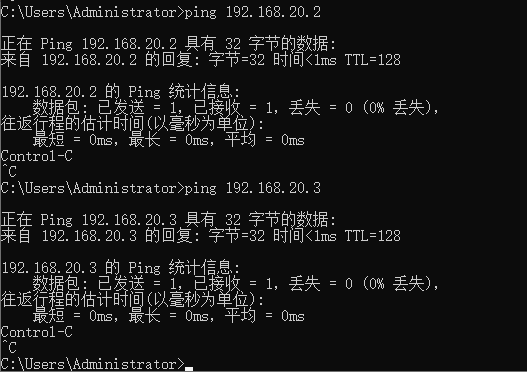 C:\Users\Administrator>ping 192.168.20.2
正在 Ping 192.168.20.2 具有 32 字节的数据:
来自 192.168.20.2 的回复: 字节=32 时间<1ms TTL=128
192.168.20.2 的 Ping 统计信息:
    数据包: 已发送 = 1，已接收 = 1，丢失 = 0 (0% 丢失)，
往返行程的估计时间(以毫秒为单位):
    最短 = 0ms，最长 = 0ms，平均 = 0ms
Control-C
^C
C:\Users\Administrator>ping 192.168.20.3
正在 Ping 192.168.20.3 具有 32 字节的数据:
来自 192.168.20.3 的回复: 字节=32 时间<1ms TTL=128
192.168.20.3 的 Ping 统计信息:
    数据包: 已发送 = 1，已接收 = 1，丢失 = 0 (0% 丢失)，
往返行程的估计时间(以毫秒为单位):
    最短 = 0ms，最长 = 0ms，平均 = 0ms
Control-C
^C
C:\Users\Administrator>